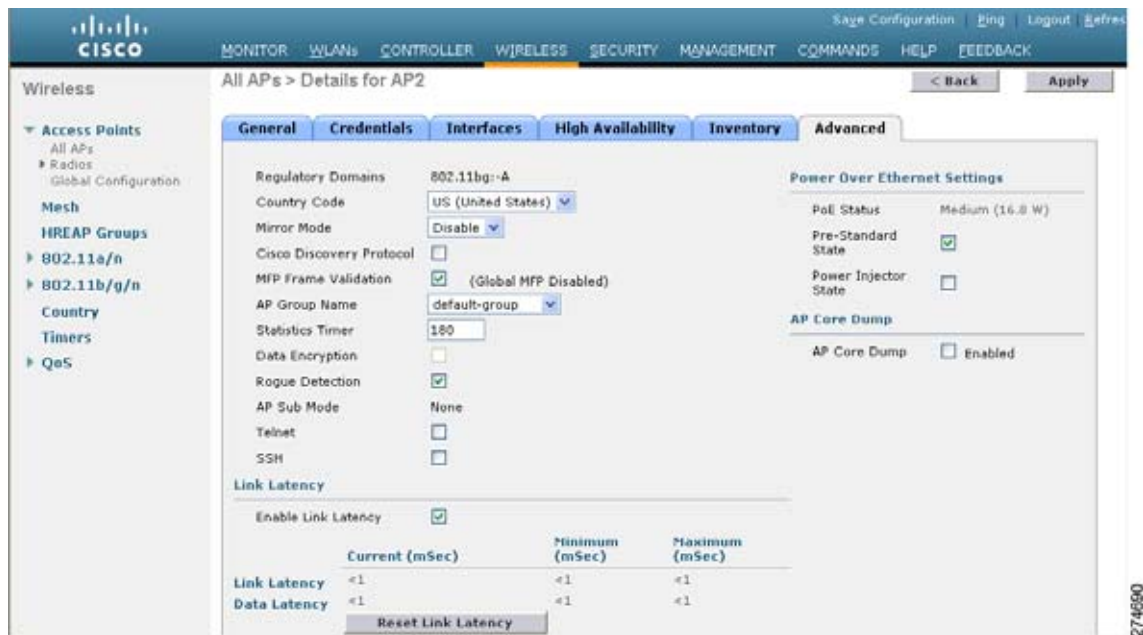 Save Configuration | Ping | Logout | Refres
CISCO
MONITOR WLANs CONTROLLER WIRELESS SECURITY MANAGEMENT COMMANDS HELP FEEDBACK
Wireless
Access Points
All APs
Radios
Global Configuration
Mesh
HREAP Groups
802.11a/n
802.11b/g/n
Country
Timers
QoS
All APs > Details for AP2
< Back
Apply
General Credentials Interfaces High Availability Inventory Advanced
Regulatory Domains 802.11bg:-A
Country Code US (United States)
Mirror Mode Disable
Cisco Discovery Protocol
MFP Frame Validation (Global MFP Disabled)
AP Group Name default-group
Statistics Timer 180
Data Encryption
Rogue Detection
AP Sub Mode None
Telnet
SSH
Link Latency
Enable Link Latency
Current (mSec) Minimum (mSec) Maximum (mSec)
Link Latency <1 <1 <1
Data Latency <1 <1 <1
Reset Link Latency
Power Over Ethernet Settings
PoE Status Medium (16.8 W)
Pre-Standard State
Power Injector State
AP Core Dump
AP Core Dump Enabled
274690